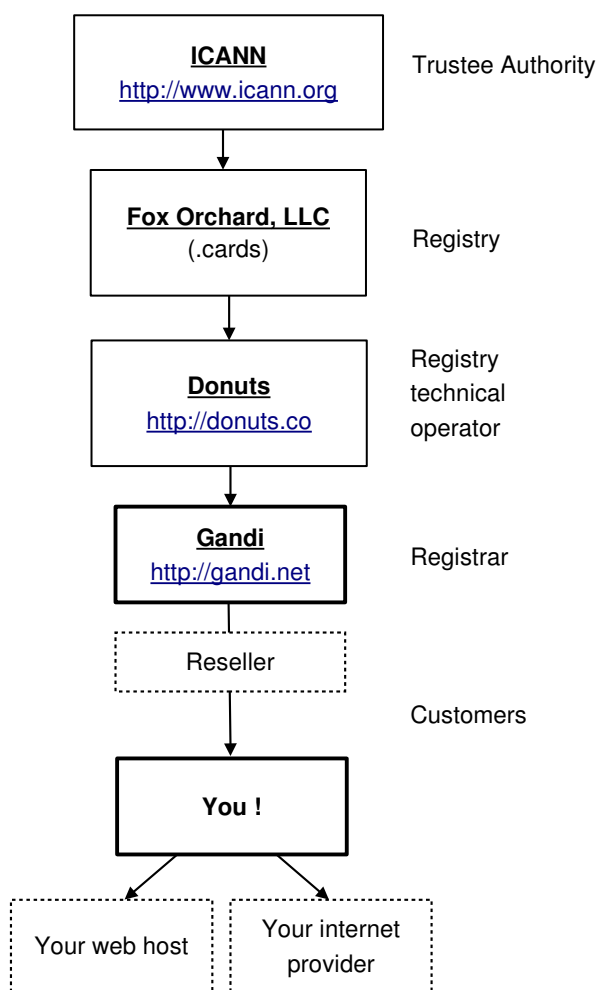 ICANN
http://www.icann.org
Trustee Authority
Fox Orchard, LLC
(.cards)
Registry
Donuts
http://donuts.co
Registry
technical
operator
Gandi
http://gandi.net
Registrar
Reseller
Customers
You !
Your web host
Your internet
provider